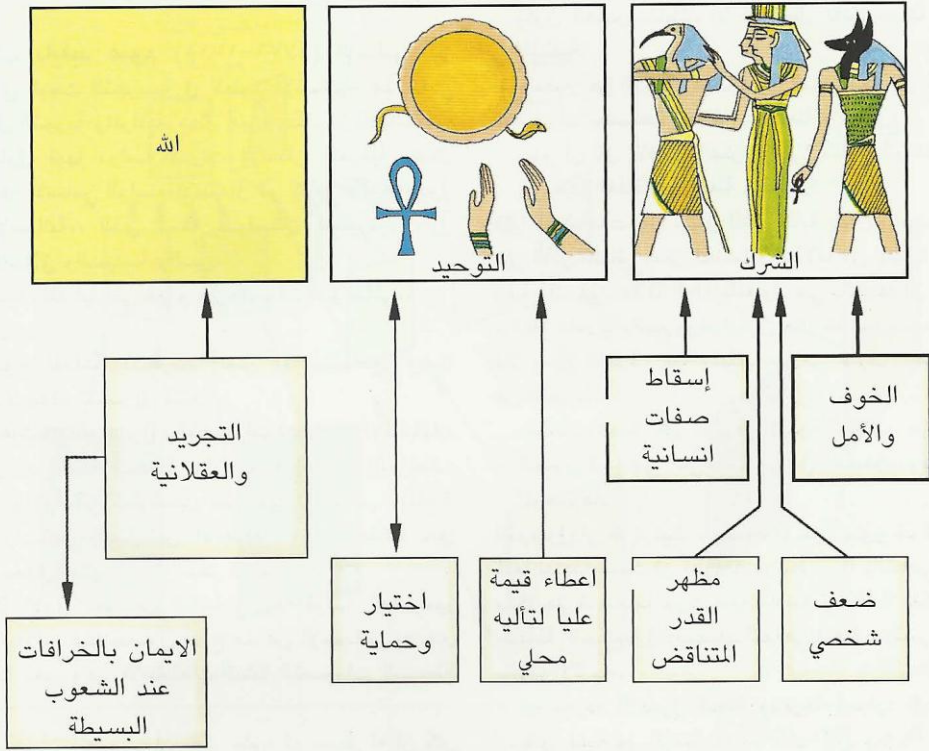 الشرك
التوحيد
الله
الخوف
والأمل
إسقاط
صفات
انسانية
التجريد
والعقلانية
ضعف
شخصي
مظهر
القدر
المتناقض
اعطاء قيمة
عليا لتأليه
محلي
اختيار
وحماية
الايمان بالخرافات
عند الشعوب
البسيطة